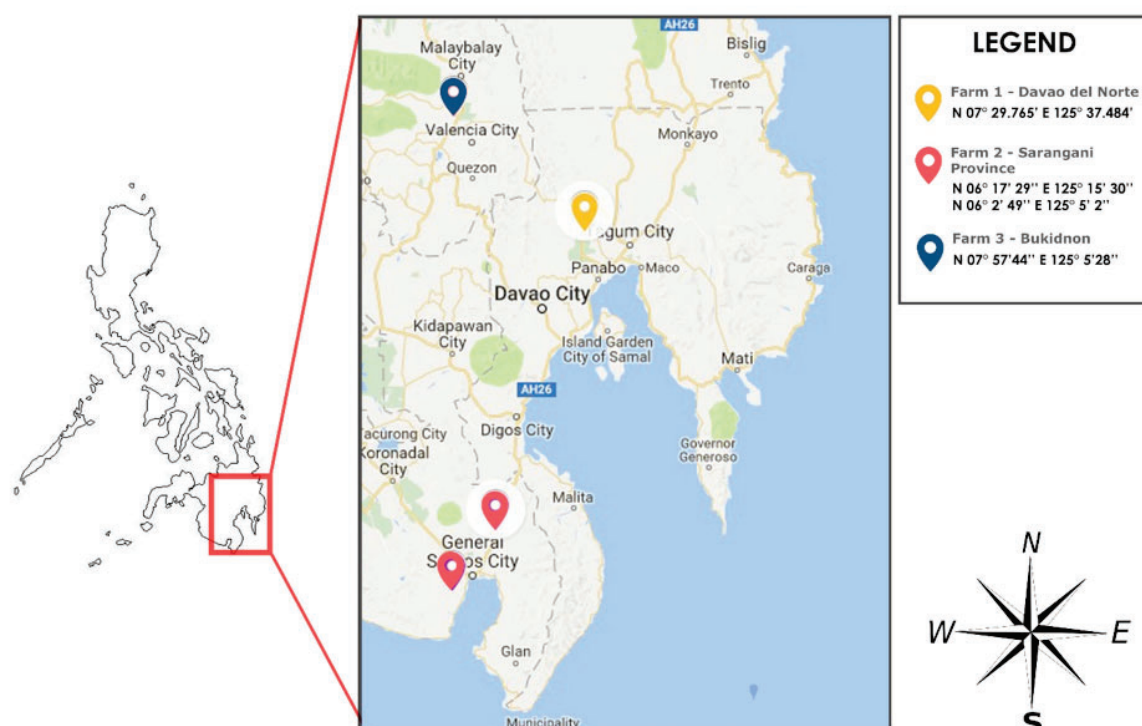 AH26
Malaybalay
City
Bislig
Trento
Valencia City
Monkayo
Quezon
gum City
Panabo
Maco
Caraga
Davao City
Kidapawan
City
Island Garden
City of Samal
Mati
AH26
Digos City
acurong City
Koronadal
City
Governor
Generoso
Malita
General
S os City
Glan
Municipality
LEGEND
Farm 1 - Davao del Norte
N 07° 29.765' E 125° 37.484'
Farm 2 - Sarangani
Province
N 06° 17' 29'' E 125° 15' 30''
N 06° 2' 49'' E 125° 5' 2''
Farm 3 - Bukidnon
N 07° 57'44'' E 125° 5'28''
N
W
E
S